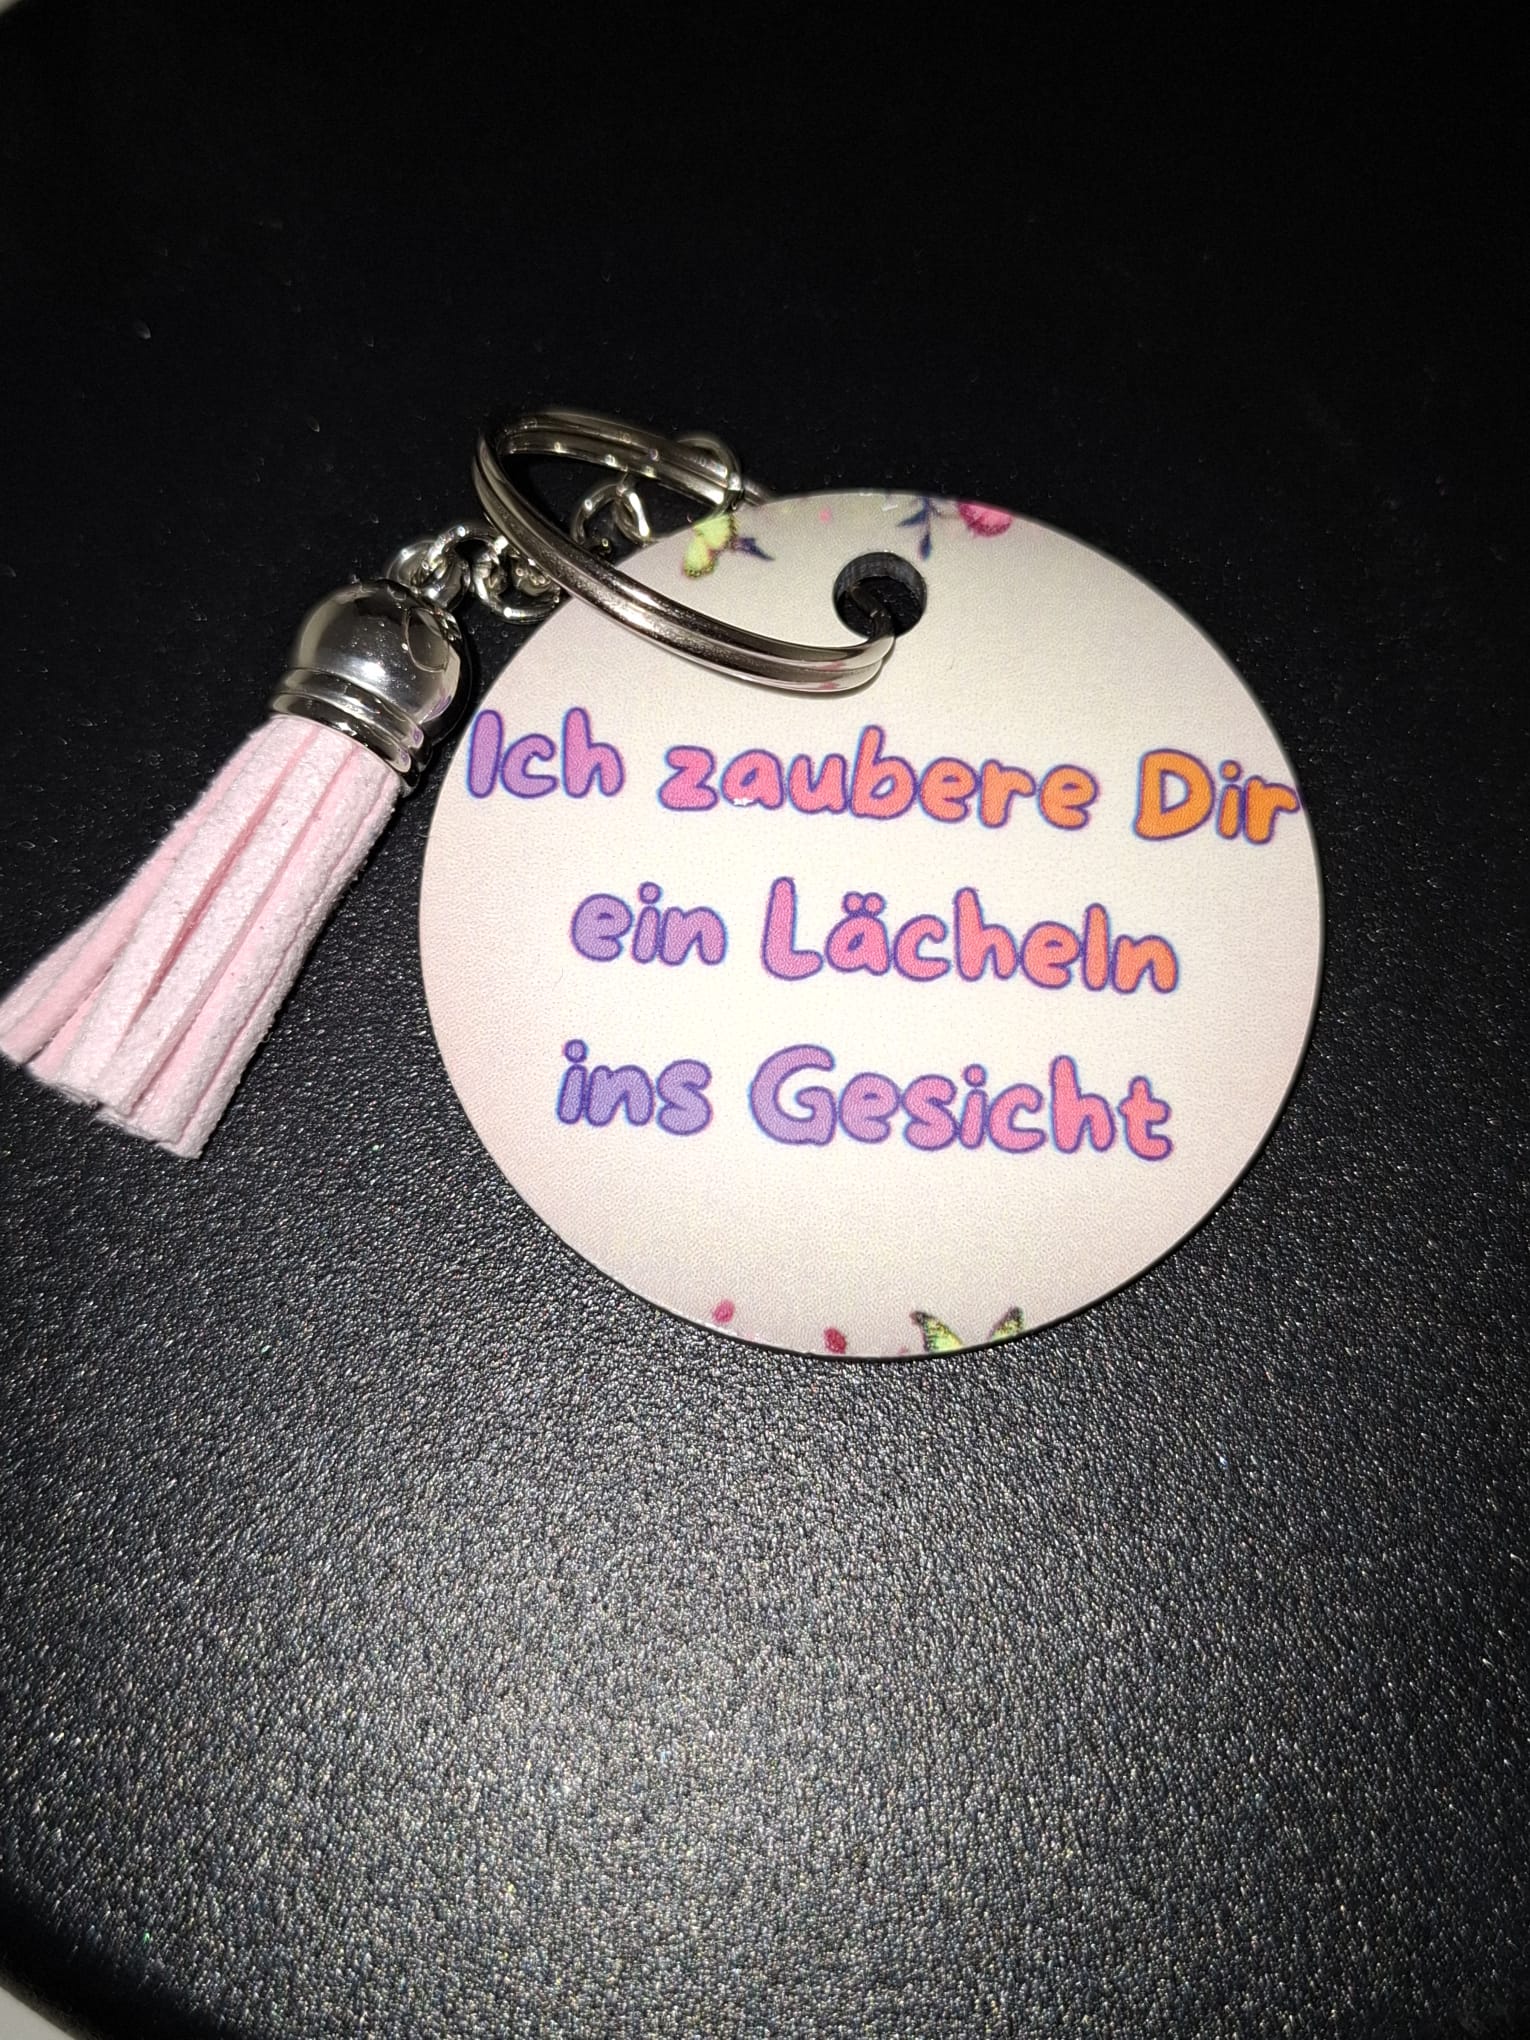 Ich zaubere Dir
ein Lächeln
ins Gesicht